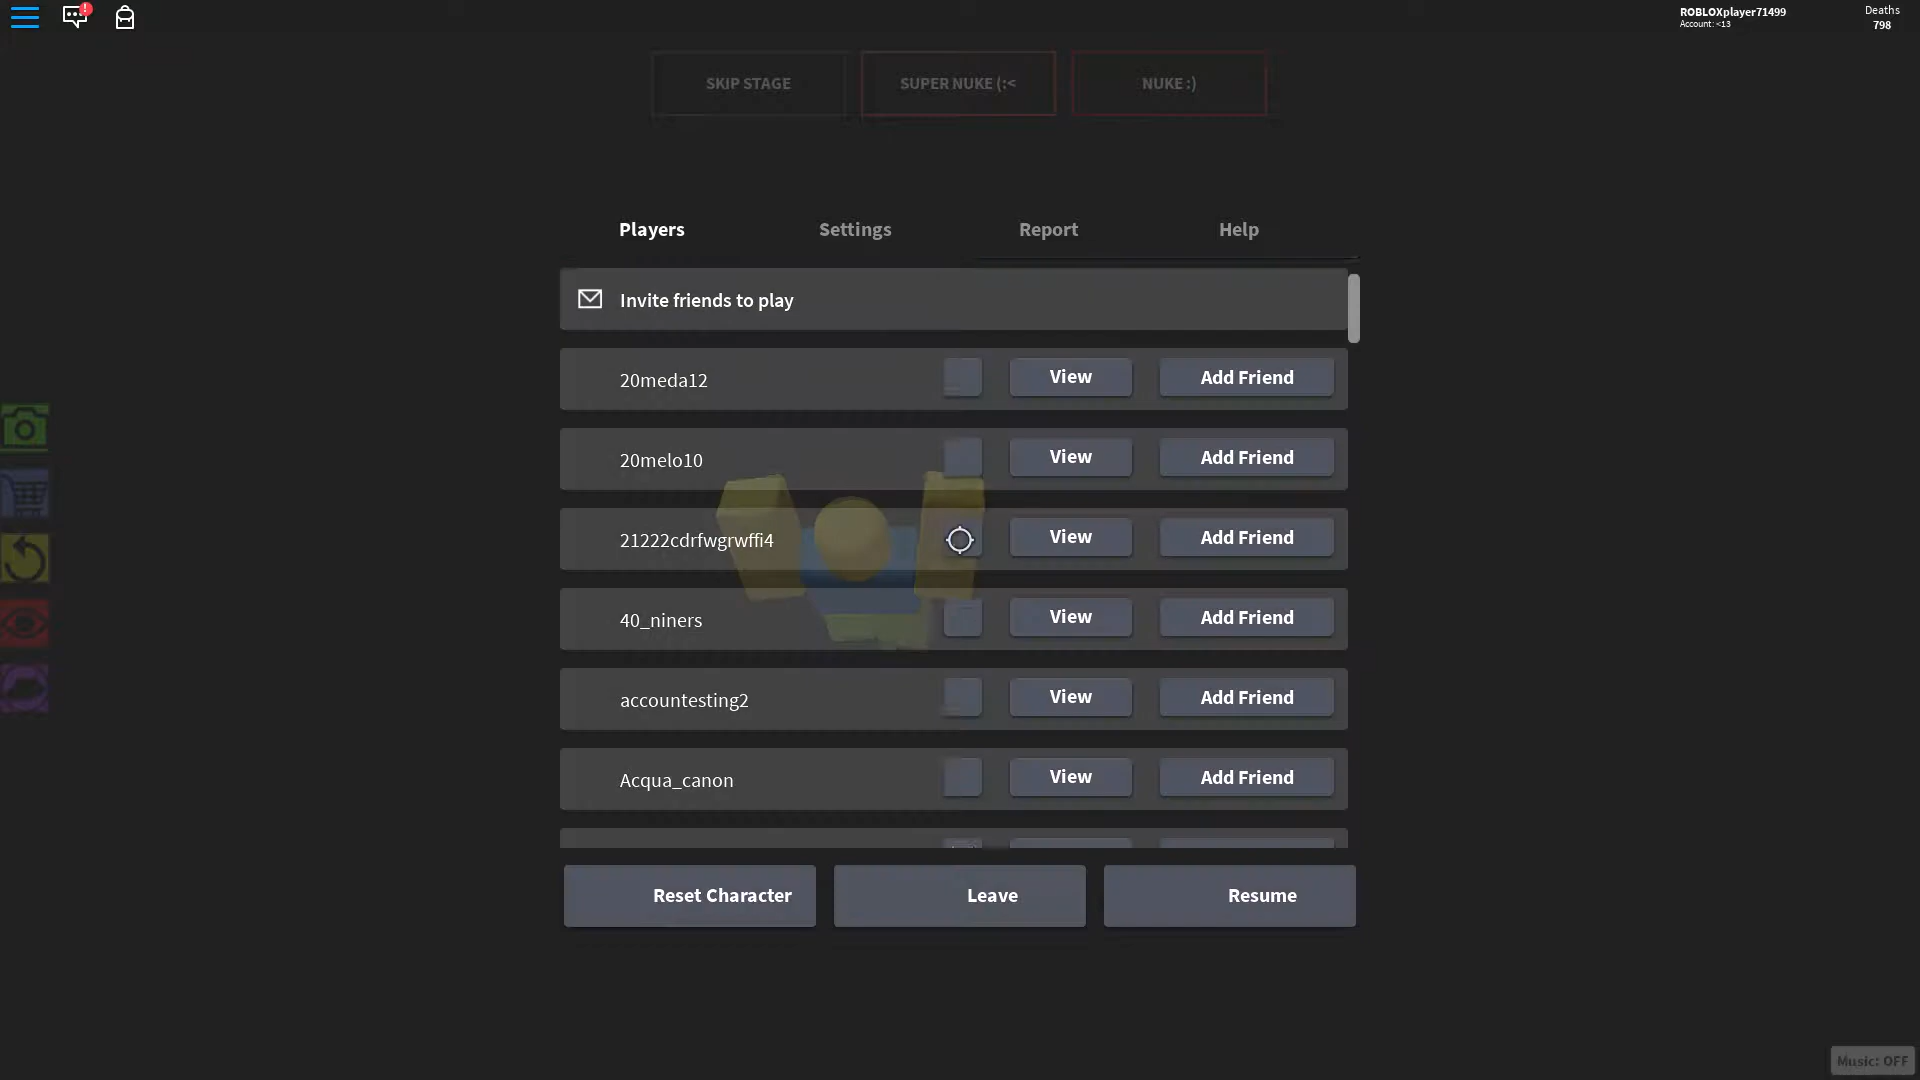 ROBLOXplayer71499
Account: <13
Deaths
798
SKIP STAGE
SUPER NUKE (:<
NUKE :)
Players
Settings
Report
Help
Invite friends to play
20meda12
View
Add Friend
20melo10
View
Add Friend
21222cdrfwgrwffi4
View
Add Friend
40_niners
View
Add Friend
accountesting2
View
Add Friend
Acqua_canon
View
Add Friend
Reset Character
Leave
Resume
Music: OFF